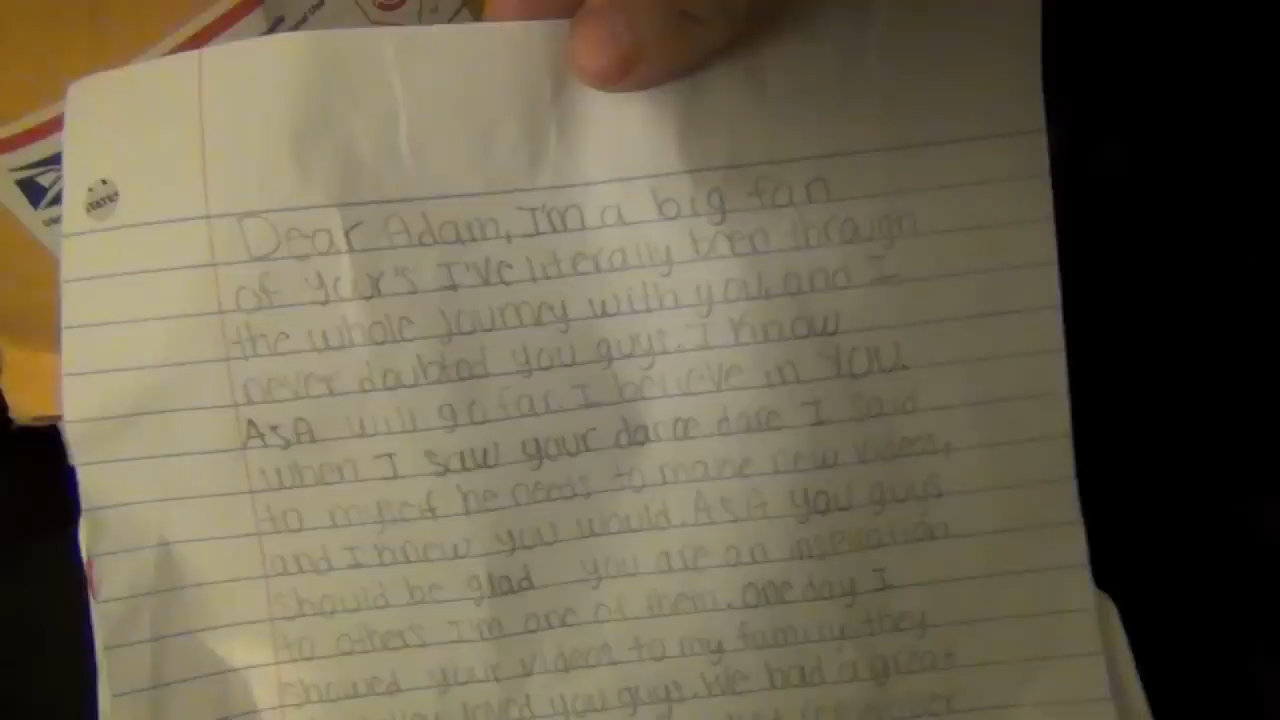 Dear Adam, I'm a big fan
of your's I've literally been through
the whole journey with you, and I
never doubted you guys. I know
ASA will go far. I believe in YOU.
when I saw your dance dare I said
to myself he needs to make new videos,
and I knew you would. ASA you guys
should be glad you are an inspiration
to others I'm one of them. one day I
showed your videos to my family they
loved you guys. We had a great